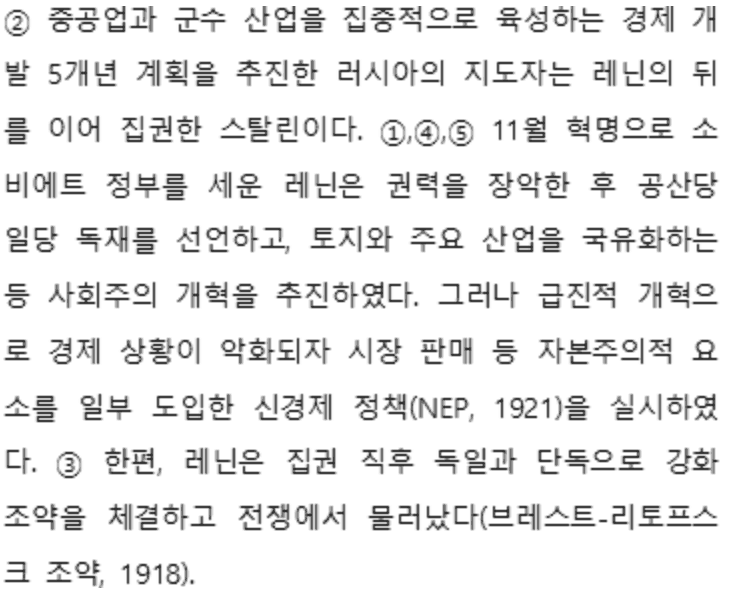 ② 중공업과 군수 산업을 집중적으로 육성하는 경제 개
발 5개년 계획을 추진한 러시아의 지도자는 레닌의 뒤
를 이어 집권한 스탈린이다. ①,④,⑤ 11월 혁명으로 소
비에트 정부를 세운 레닌은 권력을 장악한 후 공산당
일당 독재를 선언하고, 토지와 주요 산업을 국유화하는
등 사회주의 개혁을 추진하였다. 그러나 급진적 개혁으
로 경제 상황이 악화되자 시장 판매 등 자본주의적 요
소를 일부 도입한 신경제 정책(NEP, 1921)을 실시하였
다. ③ 한편, 레닌은 집권 직후 독일과 단독으로 강화
조약을 체결하고 전쟁에서 물러났다(브레스트-리토프스
크 조약, 1918).